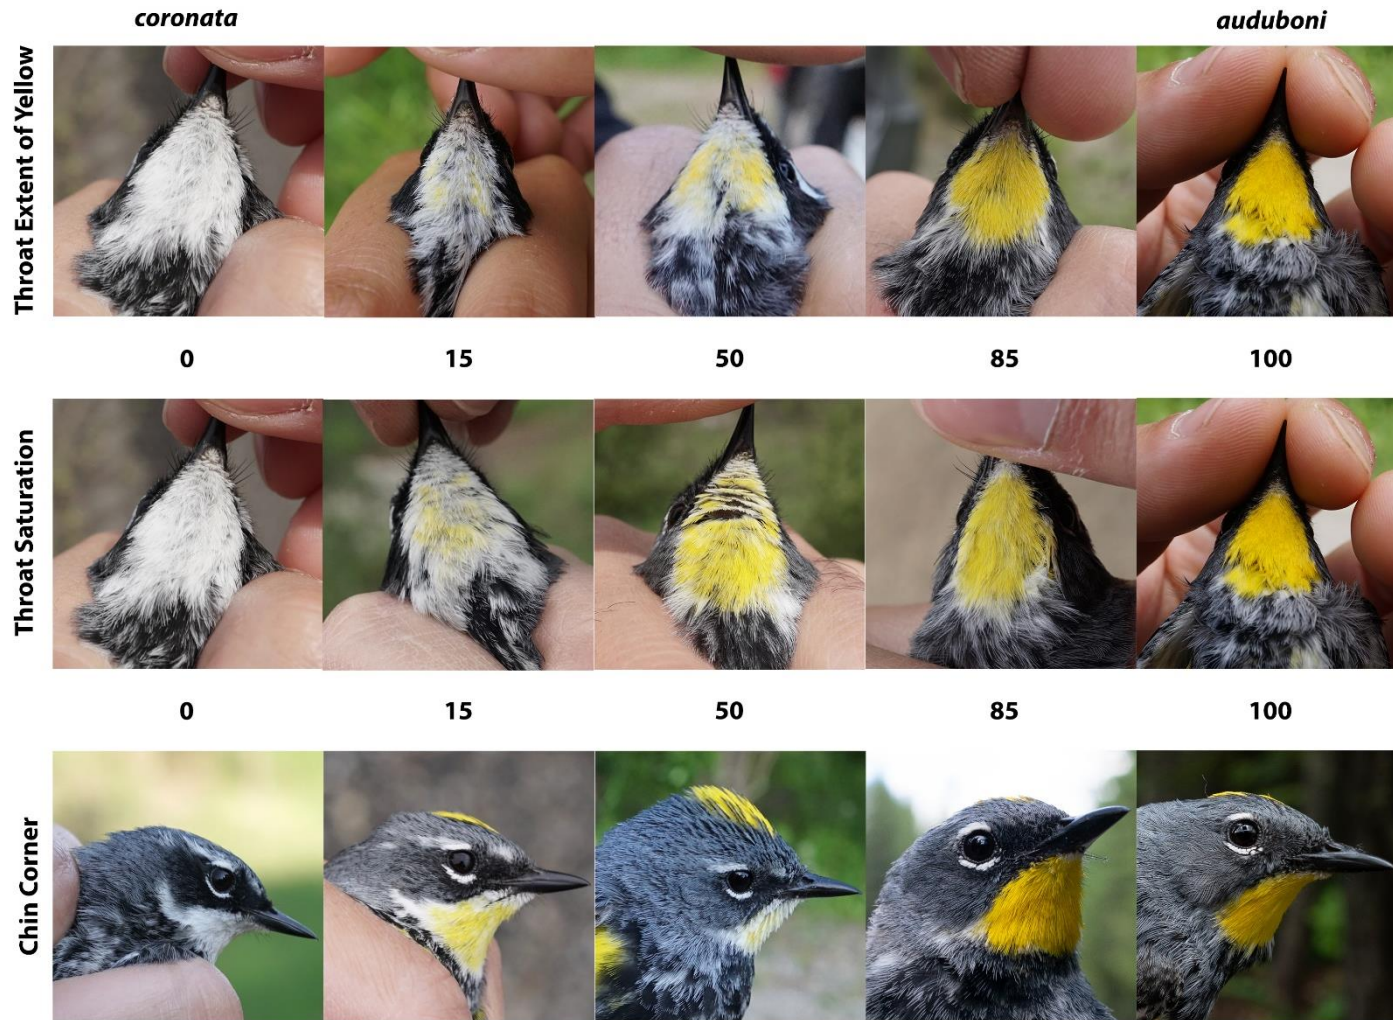 coronata
auduboni
Throat Extent of Yellow
0
15
50
85
100
Throat Saturation
0
15
50
85
100
Chin Corner